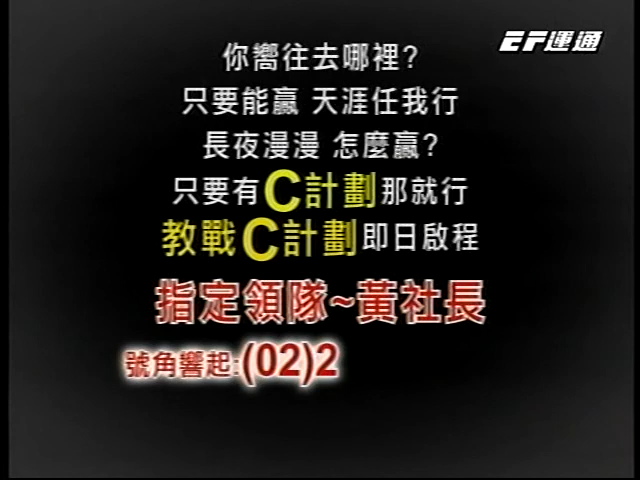 EF運通
你嚮往去哪裡?
只要能贏 天涯任我行
長夜漫漫 怎麼贏?
只要有C計劃那就行
教戰C計劃即日啟程
指定領隊~黃社長
號角響起:(02)2